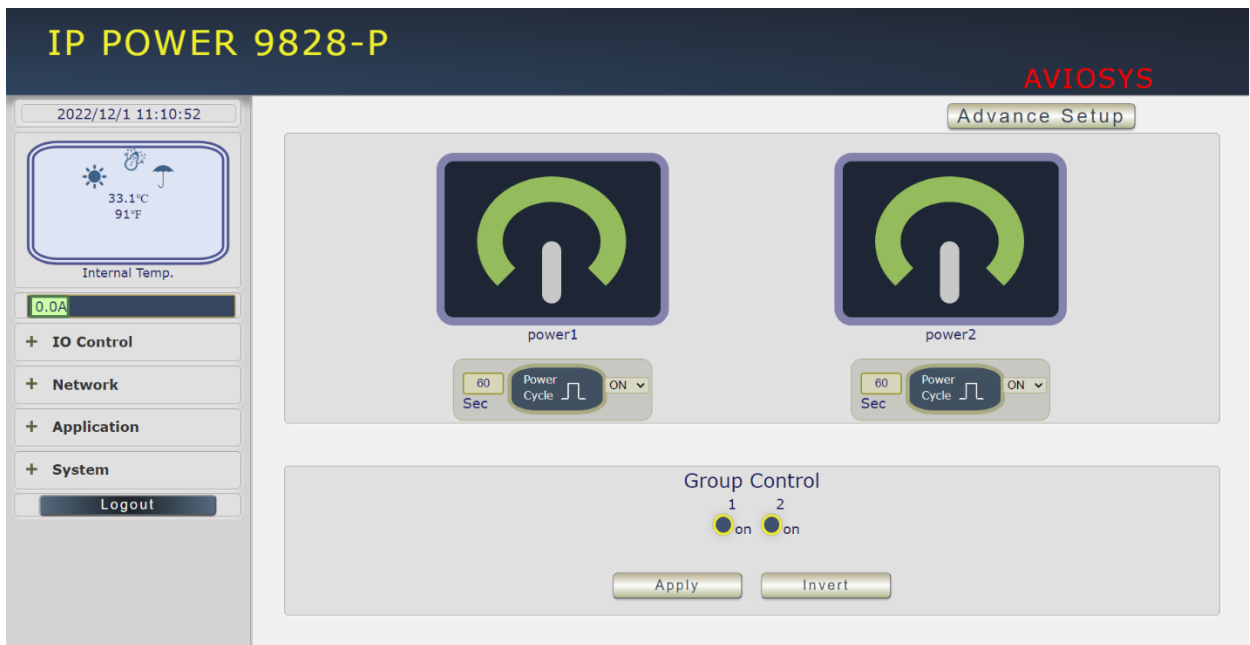 IP POWER 9828-P
AVIOSYS
2022/12/1 11:10:52
33.1°C
91°F
Internal Temp.
0.0A
+ IO Control
+ Network
+ Application
+ System
Logout
Advance Setup
power1
60
Sec
Power
Cycle
ON
power2
60
Sec
Power
Cycle
ON
Group Control
1 2
on on
Apply Invert